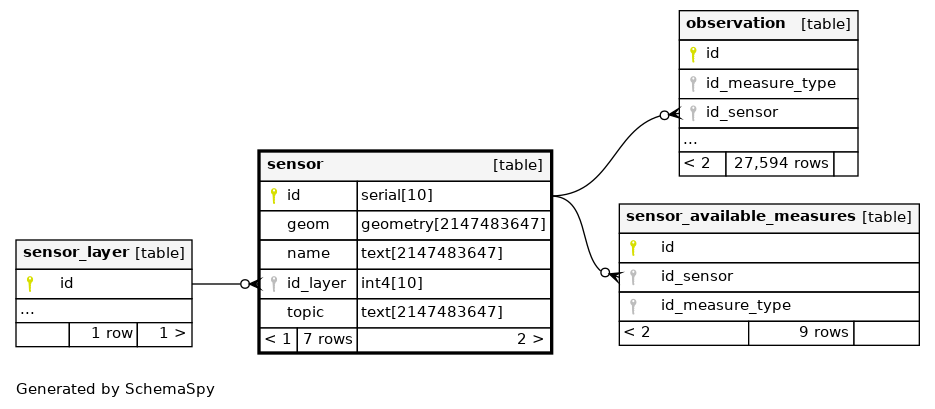 observation [table]
id
id_measure_type
id_sensor
...
< 2 27,594 rows
sensor [table]
id serial[10]
geom geometry[2147483647]
name text[2147483647]
id_layer int4[10]
topic text[2147483647]
< 1 7 rows 2 >
sensor_available_measures [table]
id
id_sensor
id_measure_type
< 2 9 rows
sensor_layer [table]
id
...
1 row 1 >
Generated by SchemaSpy